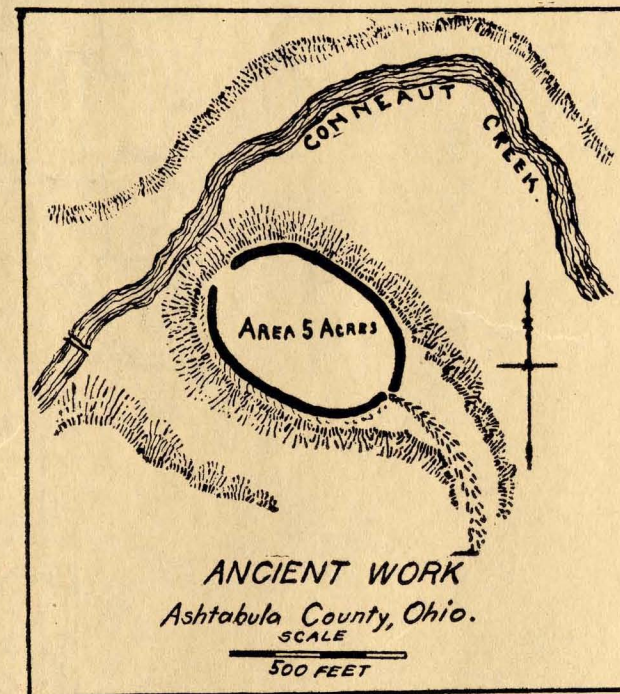 CONNEAUT
CREEK.
AREA 5 ACRES
N
ANCIENT WORK
Ashtabula County, Ohio.
SCALE
500 FEET